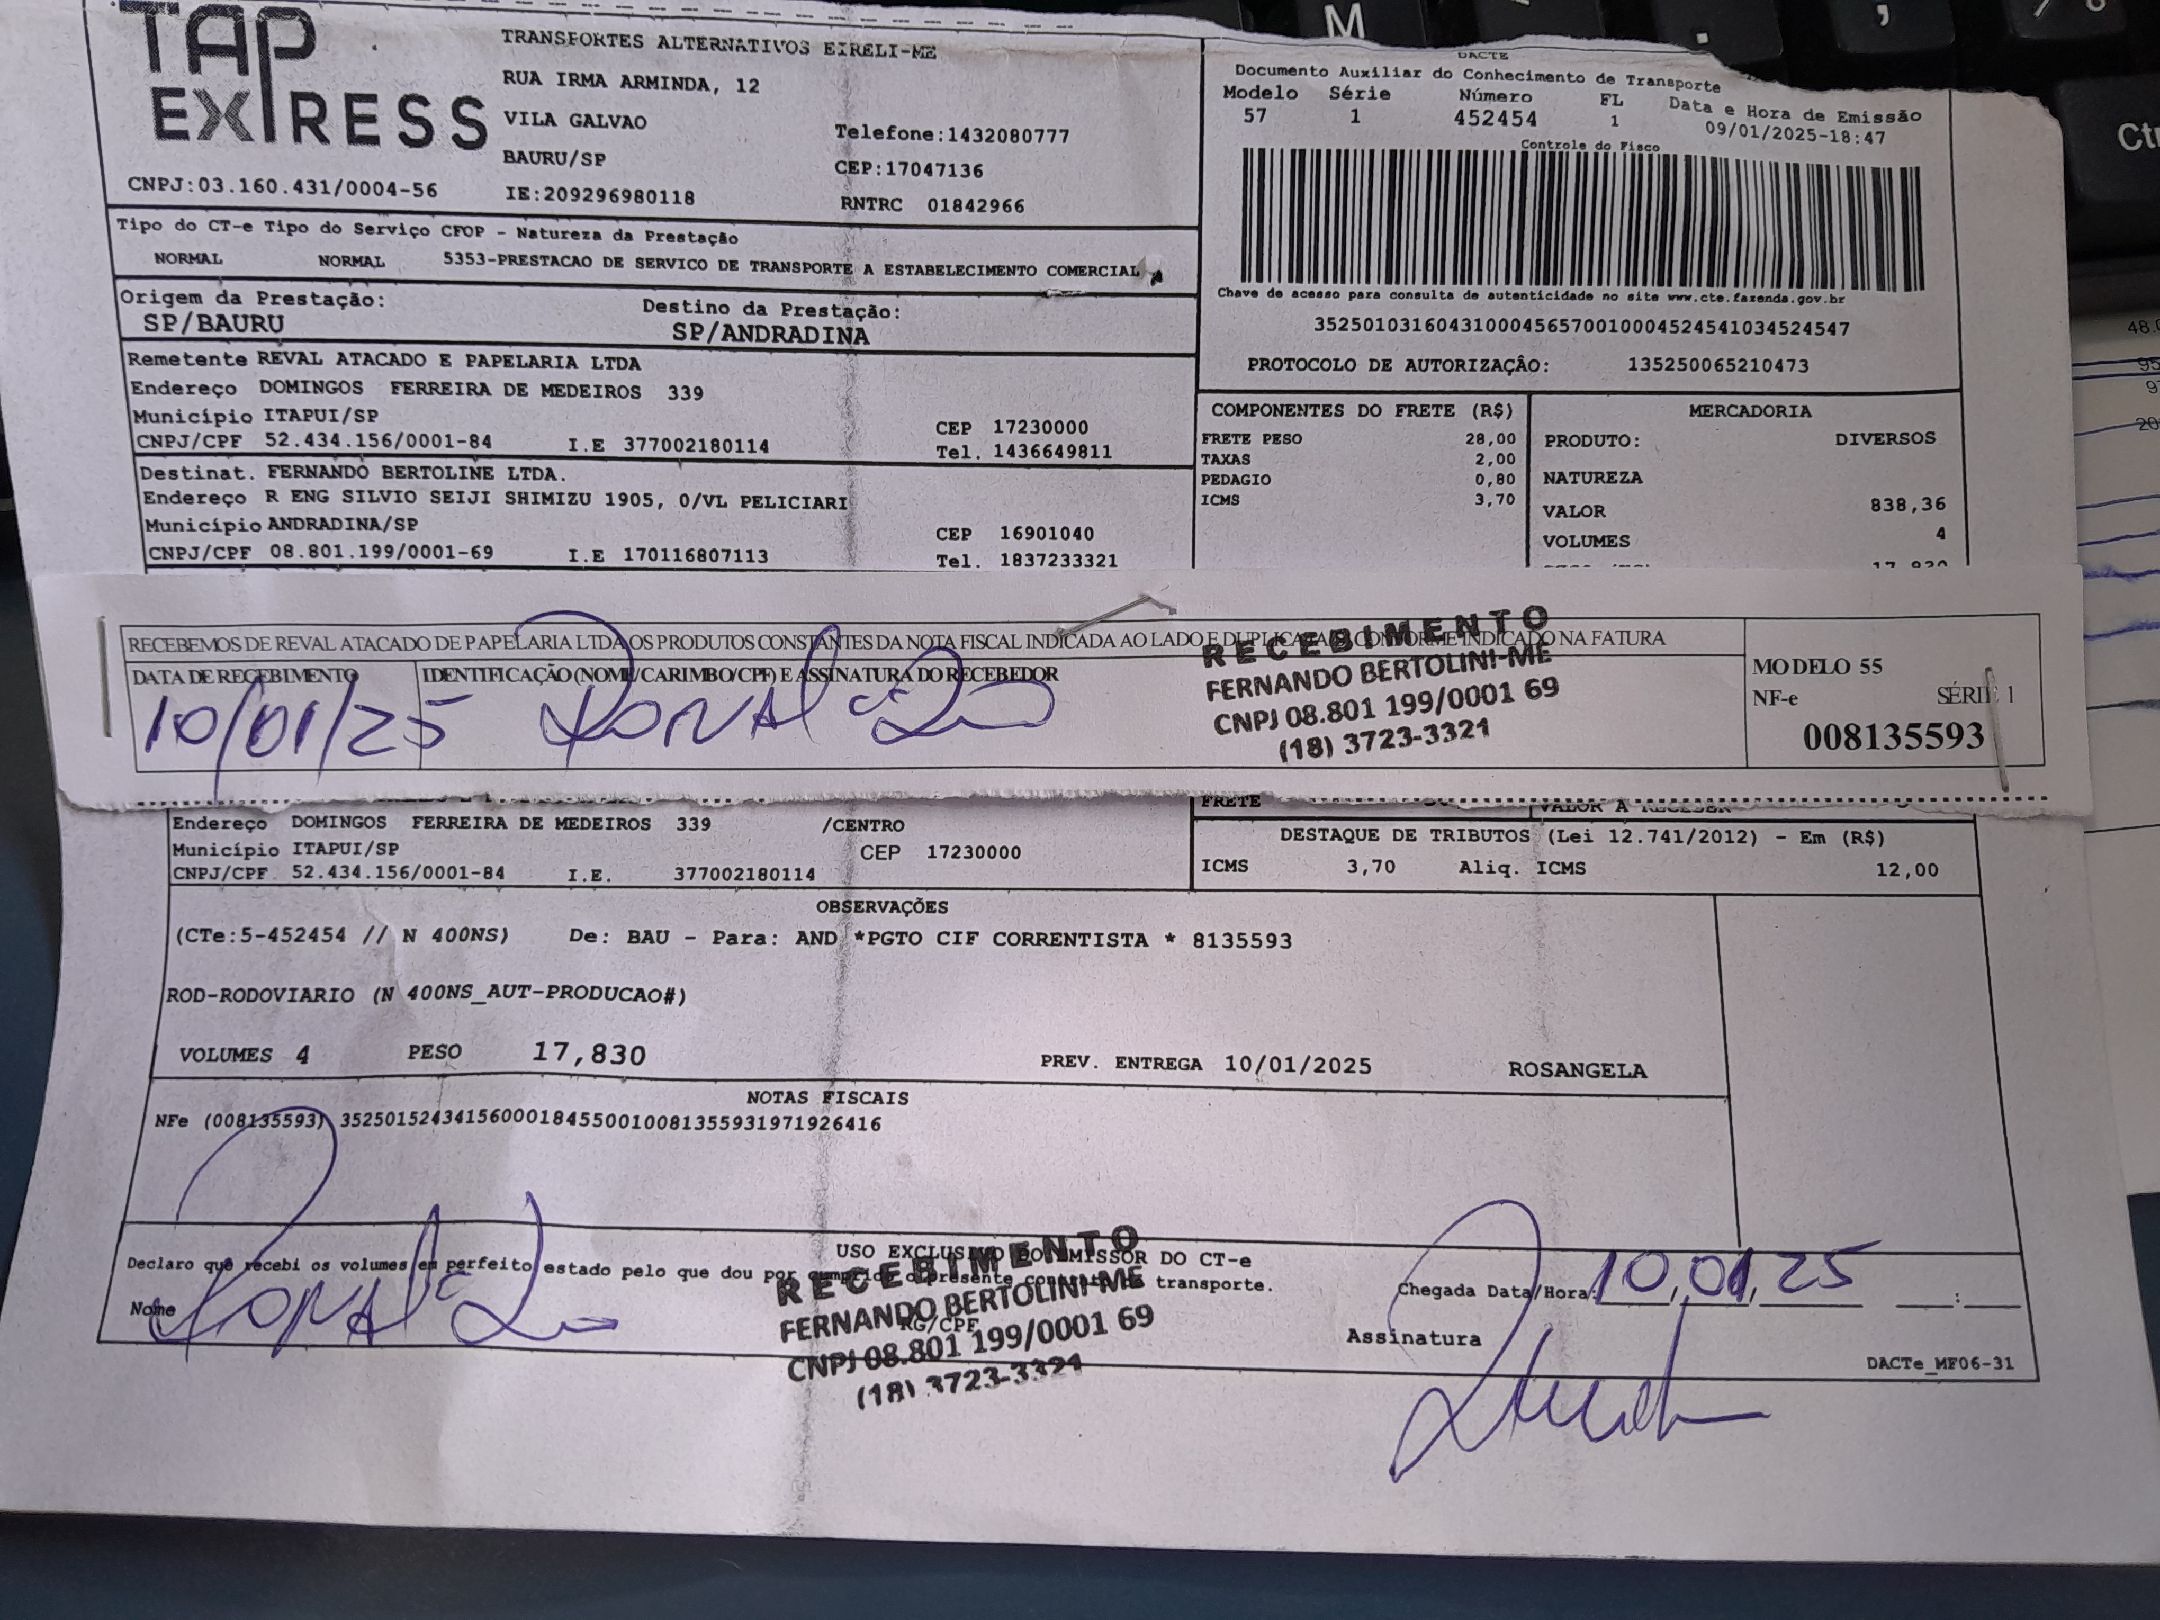 TAP EXPRESS
CNPJ:03.160.431/0004-56
TRANSPORTES ALTERNATIVOS EIRELI-ME
RUA IRMA ARMINDA, 12
VILA GALVAO
Telefone:1432080777
BAURU/SP
CEP:17047136
IE:209296980118
RNTRC 01842966
DACTE
Documento Auxiliar do Conhecimento de Transporte
Modelo Série Número FL Data e Hora de Emissão
57 1 452454 1 09/01/2025-18:47
Controle do Fisco
Chave de acesso para consulta de autenticidade no site www.cte.fazenda.gov.br
35250103160431000456570010004524541034524547
PROTOCOLO DE AUTORIZAÇÂO: 135250065210473
Tipo do CT-e Tipo do Serviço CFOP - Natureza da Prestação
NORMAL NORMAL 5353-PRESTACAO DE SERVICO DE TRANSPORTE A ESTABELECIMENTO COMERCIAL
Origem da Prestação: Destino da Prestação:
SP/BAURU SP/ANDRADINA
Remetente REVAL ATACADO E PAPELARIA LTDA
Endereço DOMINGOS FERREIRA DE MEDEIROS 339
Município ITAPUI/SP CEP 17230000
CNPJ/CPF 52.434.156/0001-84 I.E 377002180114 Tel. 1436649811
Destinat. FERNANDO BERTOLINE LTDA.
Endereço R ENG SILVIO SEIJI SHIMIZU 1905, 0/VL PELICIARI
Município ANDRADINA/SP CEP 16901040
CNPJ/CPF 08.801.199/0001-69 I.E 170116807113 Tel. 1837233321
COMPONENTES DO FRETE (R$)
FRETE PESO 28,00
TAXAS 2,00
PEDAGIO 0,80
ICMS 3,70
MERCADORIA
PRODUTO: DIVERSOS
NATUREZA
VALOR 838,36
VOLUMES 4
RECEBEMOS DE REVAL ATACADO DE PAPELARIA LTDA OS PRODUTOS CONSTANTES DA NOTA FISCAL INDICADA AO LADO E DUPLICATA CONFORME INDICADO NA FATURA
DATA DE RECEBIMENTO IDENTIFICAÇÃO (NOME/CARIMBO/CPF) E ASSINATURA DO RECEBEDOR
10/01/25 Ronaldo
RECEBIMENTO
FERNANDO BERTOLINI-ME
CNPJ 08.801 199/0001 69
(18) 3723-3321
MODELO 55
NF-e SÉRIE 1
008135593
FRETE VALOR A RECEBER
Endereço DOMINGOS FERREIRA DE MEDEIROS 339 /CENTRO
Município ITAPUI/SP CEP 17230000
CNPJ/CPF 52.434.156/0001-84 I.E. 377002180114
DESTAQUE DE TRIBUTOS (Lei 12.741/2012) - Em (R$)
ICMS 3,70 Aliq. ICMS 12,00
OBSERVAÇÕES
(CTe:5-452454 // N 400NS) De: BAU - Para: AND *PGTO CIF CORRENTISTA * 8135593
ROD-RODOVIARIO (N 400NS_AUT-PRODUCAO#)
VOLUMES 4 PESO 17,830 PREV. ENTREGA 10/01/2025 ROSANGELA
NOTAS FISCAIS
NFe (008135593) 35250152434156000184550010081355931971926416
USO EXCLUSIVO DO EMISSOR DO CT-e
Declaro que recebi os volumes em perfeito estado pelo que dou por cumprido o presente contrato de transporte.
Nome Ronaldo
RG/CPF
RECEBIMENTO
FERNANDO BERTOLINI-ME
CNPJ 08.801 199/0001 69
(18) 3723-3321
Chegada Data/Hora: 10,01,25 __:__
Assinatura
DACTe_MF06-31